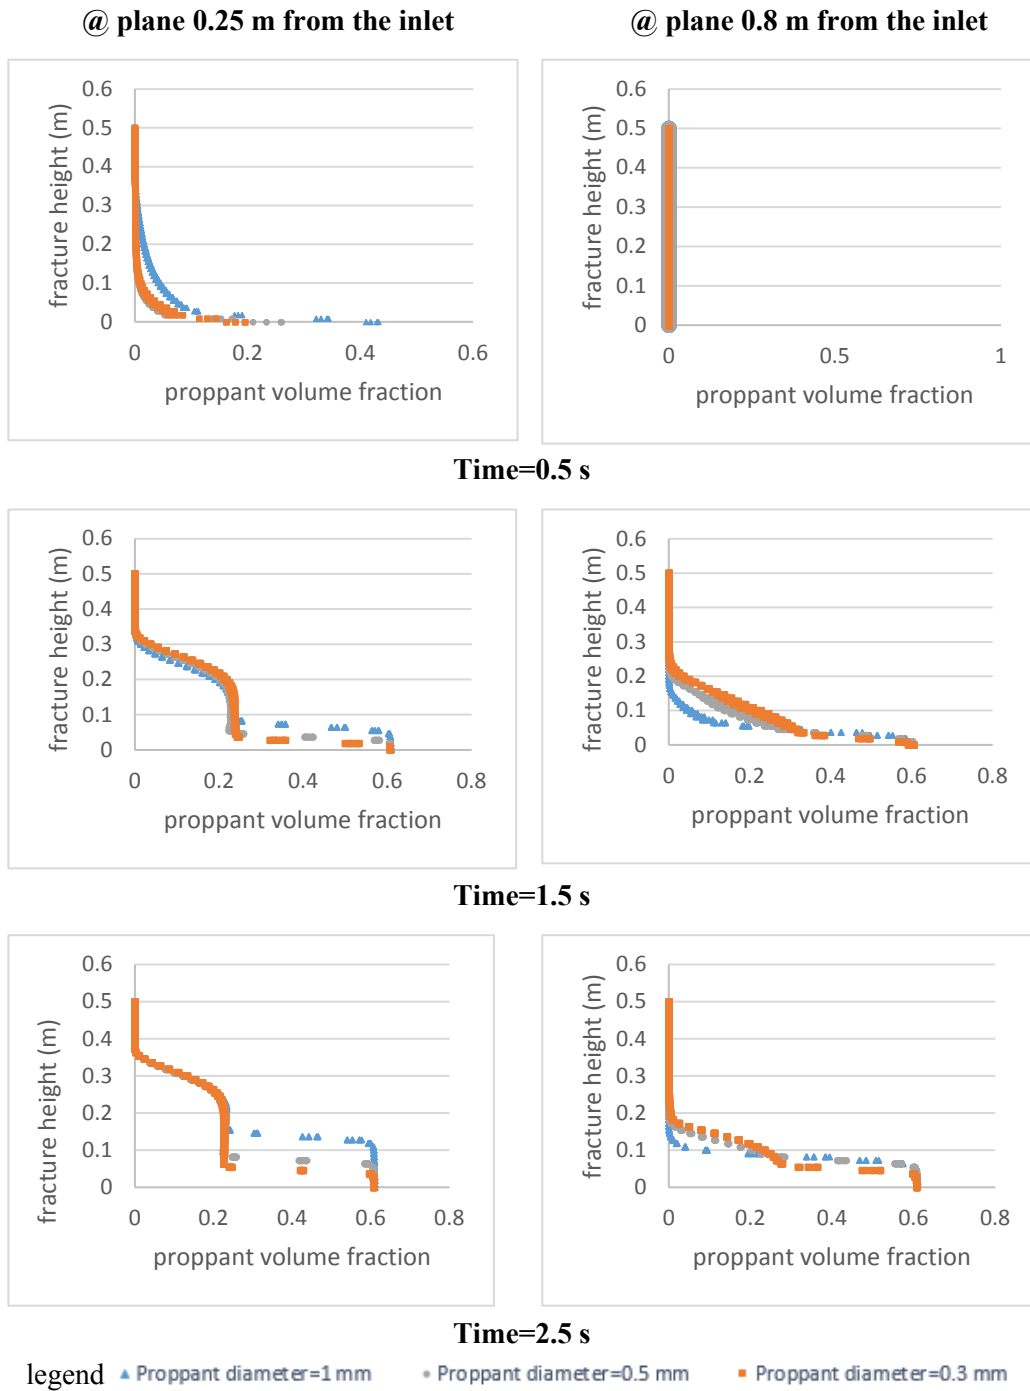 @ plane 0.25 m from the inlet
@ plane 0.8 m from the inlet
fracture height (m)
0.6
0.5
0.4
0.3
0.2
0.1
0
0 0.2 0.4 0.6
proppant volume fraction
fracture height (m)
0.6
0.5
0.4
0.3
0.2
0.1
0
0 0.5 1
proppant volume fraction
Time=0.5 s
fracture height (m)
0.6
0.5
0.4
0.3
0.2
0.1
0
0 0.2 0.4 0.6 0.8
proppant volume fraction
fracture height (m)
0.6
0.5
0.4
0.3
0.2
0.1
0
0 0.2 0.4 0.6 0.8
proppant volume fraction
Time=1.5 s
fracture height (m)
0.6
0.5
0.4
0.3
0.2
0.1
0
0 0.2 0.4 0.6 0.8
proppant volume fraction
fracture height (m)
0.6
0.5
0.4
0.3
0.2
0.1
0
0 0.2 0.4 0.6 0.8
proppant volume fraction
Time=2.5 s
legend Proppant diameter=1 mm Proppant diameter=0.5 mm Proppant diameter=0.3 mm